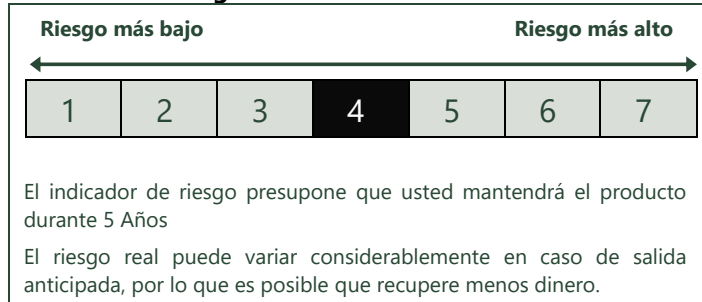 Riesgo más bajo Riesgo más alto
1 2 3 4 5 6 7
El indicador de riesgo presupone que usted mantendrá el producto
durante 5 Años
El riesgo real puede variar considerablemente en caso de salida
anticipada, por lo que es posible que recupere menos dinero.